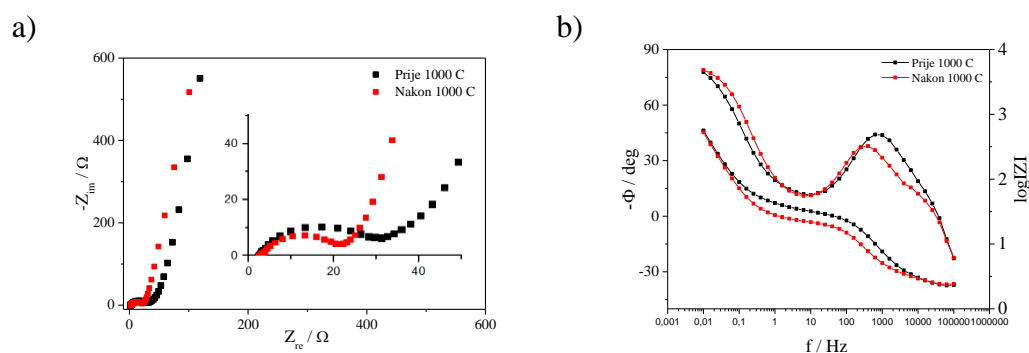 a)
600
400
200
0
-Z_im / Ω
Prije 1000 C
Nakon 1000 C
40
20
0
0 20 40
0 200 400 600
Z_re / Ω
b)
90
60
30
0
-30
-Φ / deg
Prije 1000 C
Nakon 1000 C
4
3
2
1
0
logIZI
0,001 0,01 0,1 1 10 100 1000 10000 1000001000000
f / Hz